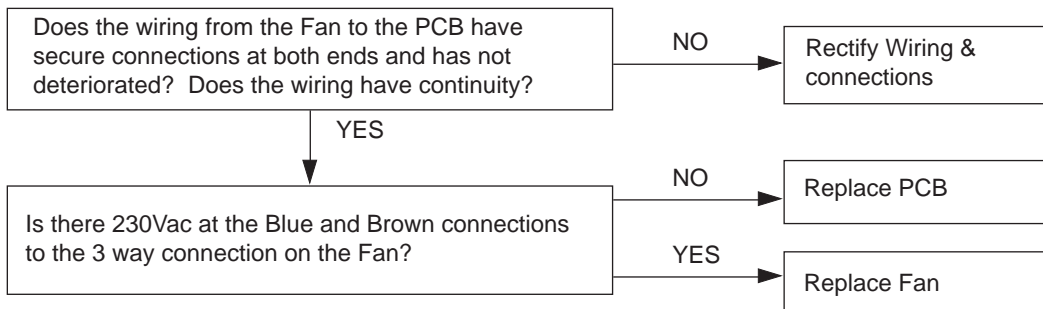 Does the wiring from the Fan to the PCB have
secure connections at both ends and has not
deteriorated?  Does the wiring have continuity?
NO
Rectify Wiring &
connections
YES
Is there 230Vac at the Blue and Brown connections
to the 3 way connection on the Fan?
NO
Replace PCB
YES
Replace Fan